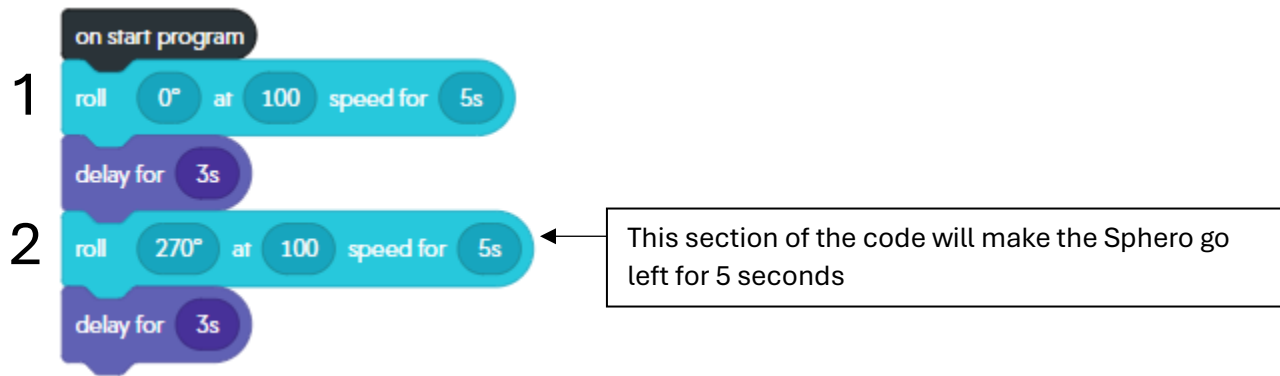 on start program
1 roll 0° at 100 speed for 5s
delay for 3s
2 roll 270° at 100 speed for 5s
This section of the code will make the Sphero go
left for 5 seconds
delay for 3s